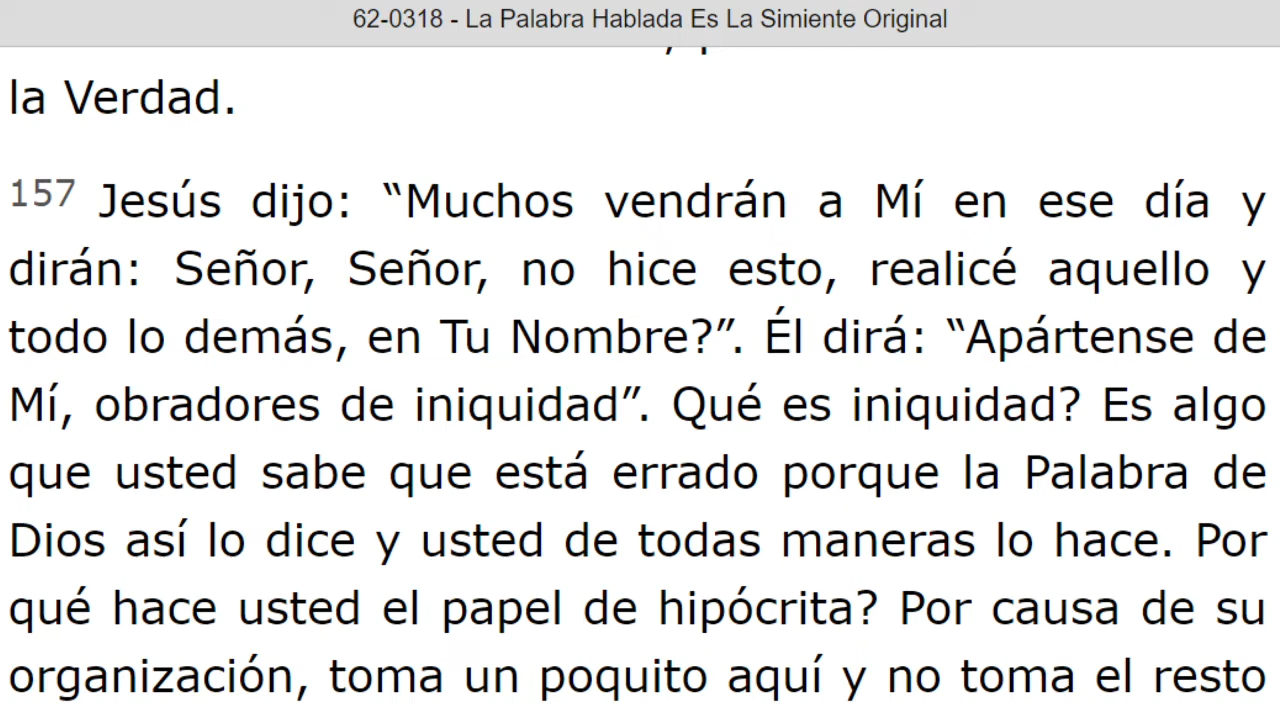 62-0318 - La Palabra Hablada Es La Simiente Original
la Verdad.
157 Jesús dijo: “Muchos vendrán a Mí en ese día y
dirán: Señor, Señor, no hice esto, realicé aquello y
todo lo demás, en Tu Nombre?”. Él dirá: “Apártense de
Mí, obradores de iniquidad”. Qué es iniquidad? Es algo
que usted sabe que está errado porque la Palabra de
Dios así lo dice y usted de todas maneras lo hace. Por
qué hace usted el papel de hipócrita? Por causa de su
organización, toma un poquito aquí y no toma el resto